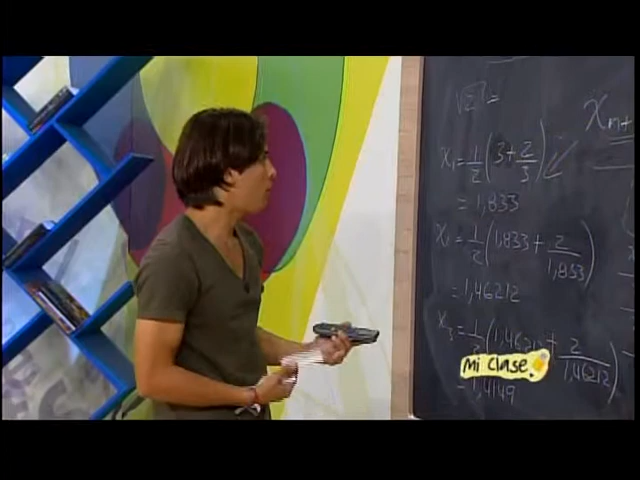 √2 =
Xn+
X1 = 1/2 (3 + 2/3)
= 1,833
X = 1/2 (1,833 + 2/1,833)
= 1,46212
X3 = 1/2 (1,46212 + 2/1,46212)
mi clase
= 1,4149